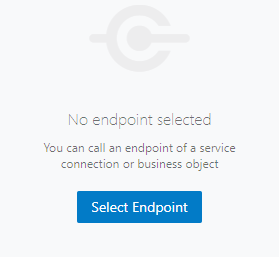 No endpoint selected
You can call an endpoint of a service
connection or business object
Select Endpoint